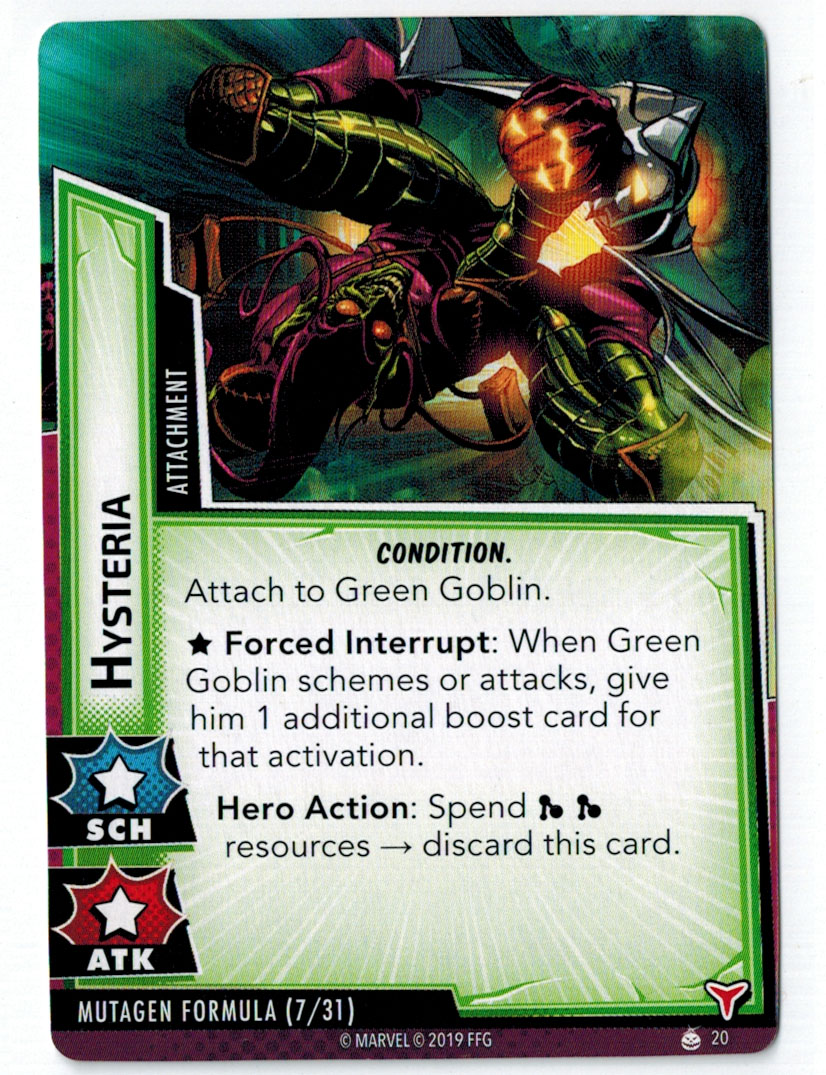 ATTACHMENT
HYSTERIA
CONDITION.
Attach to Green Goblin.
★ Forced Interrupt: When Green
Goblin schemes or attacks, give
him 1 additional boost card for
that activation.
Hero Action: Spend
resources → discard this card.
SCH
ATK
MUTAGEN FORMULA (7/31)
© MARVEL © 2019 FFG
20